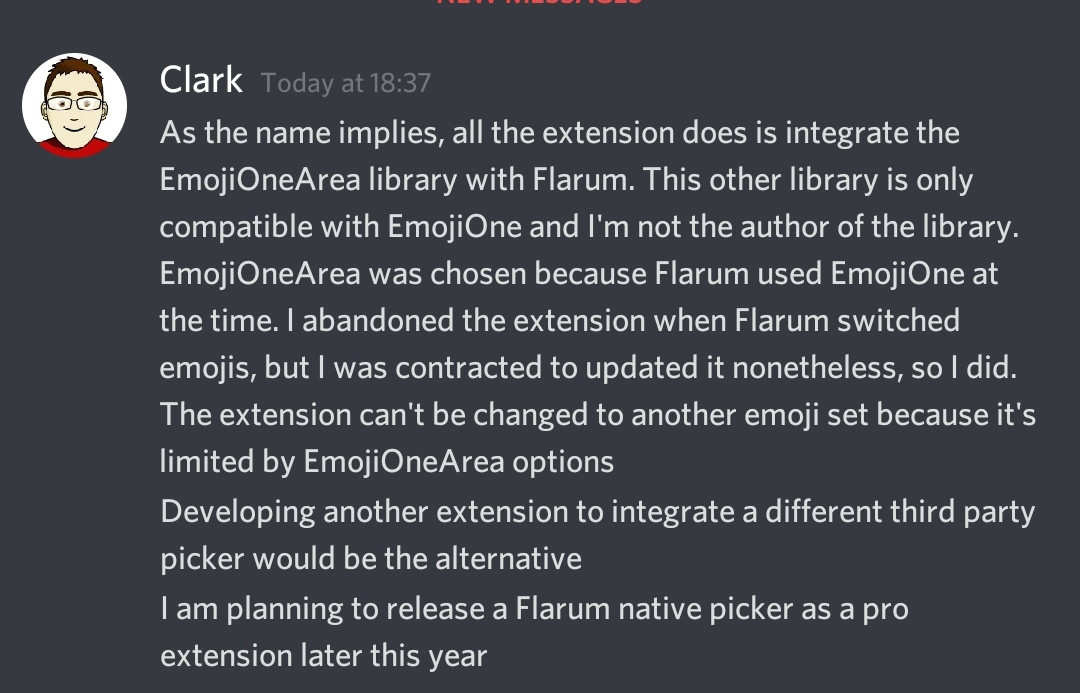 NEW MESSAGES
Clark Today at 18:37
As the name implies, all the extension does is integrate the
EmojiOneArea library with Flarum. This other library is only
compatible with EmojiOne and I'm not the author of the library.
EmojiOneArea was chosen because Flarum used EmojiOne at
the time. I abandoned the extension when Flarum switched
emojis, but I was contracted to updated it nonetheless, so I did.
The extension can't be changed to another emoji set because it's
limited by EmojiOneArea options
Developing another extension to integrate a different third party
picker would be the alternative
I am planning to release a Flarum native picker as a pro
extension later this year